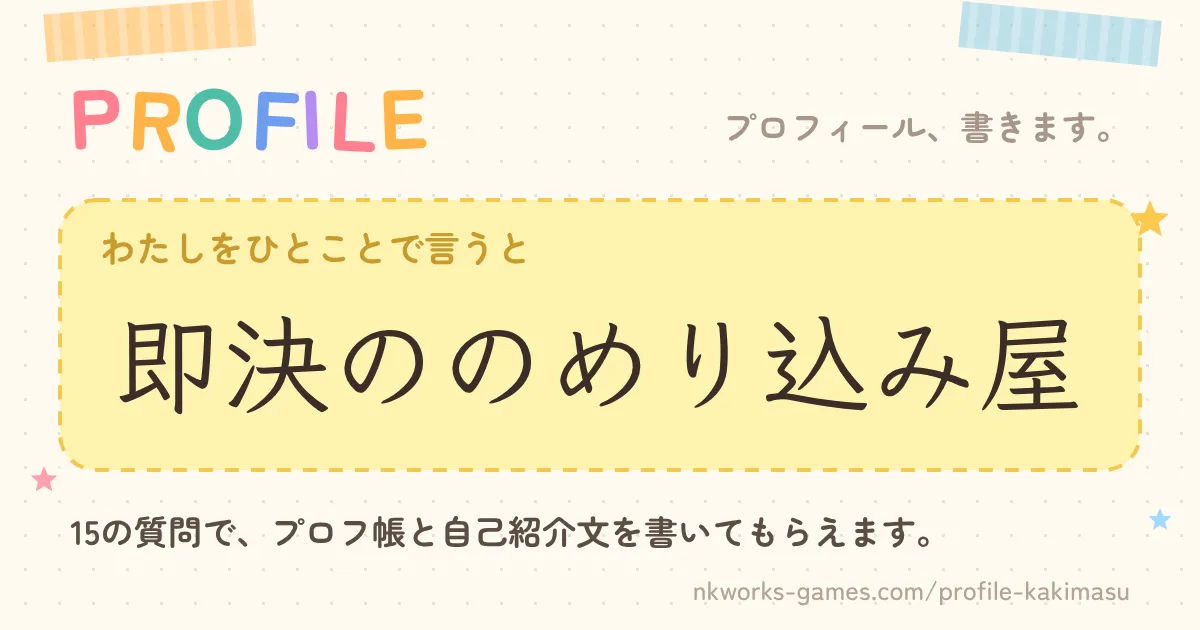 PROFILE
プロフィール、書きます。
わたしをひとことで言うと
即決ののめり込み屋
15の質問で、プロフ帳と自己紹介文を書いてもらえます。
nkworks-games.com/profile-kakimasu